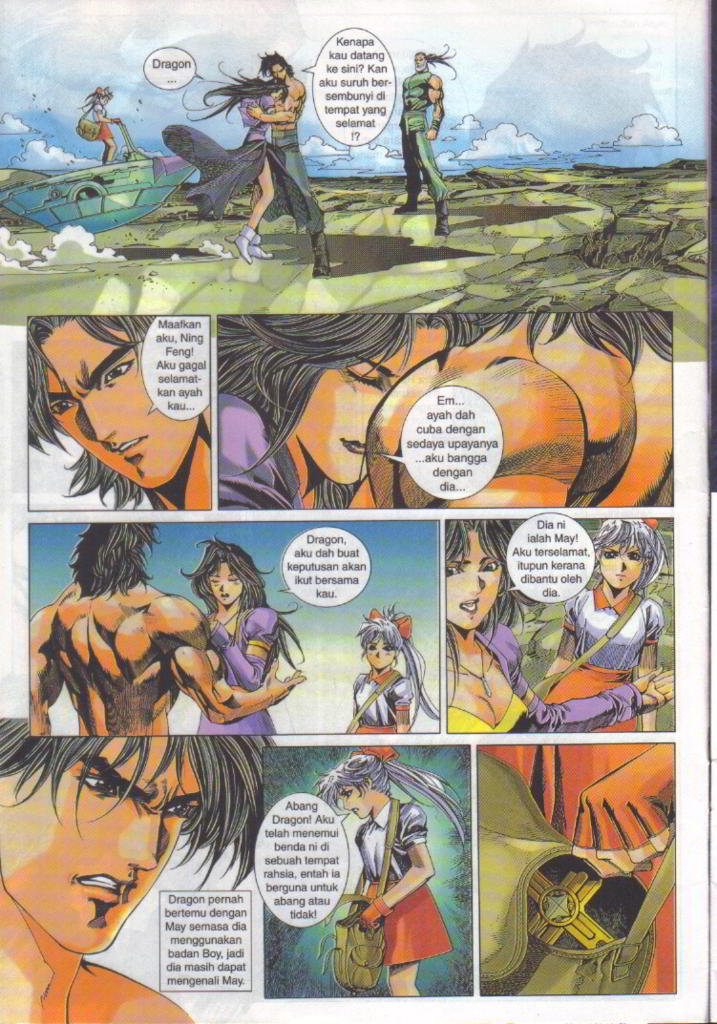 Dragon
...
Kenapa
kau datang
ke sini? Kan
aku suruh ber-
sembunyi di
tempat yang
selamat
!?
Maafkan
aku, Ning
Feng!
Aku gagal
selamat-
kan ayah
kau...
Em...
ayah dah
cuba dengan
sedaya upayanya
...aku bangga
dengan
dia...
Dragon,
aku dah buat
keputusan akan
ikut bersama
kau.
Dia ni
ialah May!
Aku terselamat,
itupun kerana
dibantu oleh
dia.
Dragon pernah
bertemu dengan
May semasa dia
menggunakan
badan Boy, jadi
dia masih dapat
mengenali May.
Abang
Dragon! Aku
telah menemui
benda ni di
sebuah tempat
rahsia, entah ia
berguna untuk
abang atau
tidak!